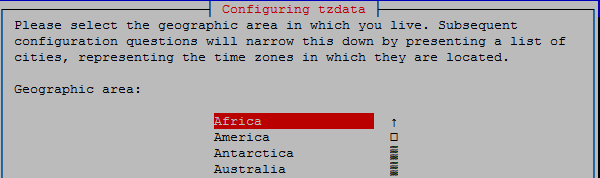 Configuring tzdata
Please select the geographic area in which you live. Subsequent
configuration questions will narrow this down by presenting a list of
cities, representing the time zones in which they are located.
Geographic area:
Africa ↑
America
Antarctica
Australia